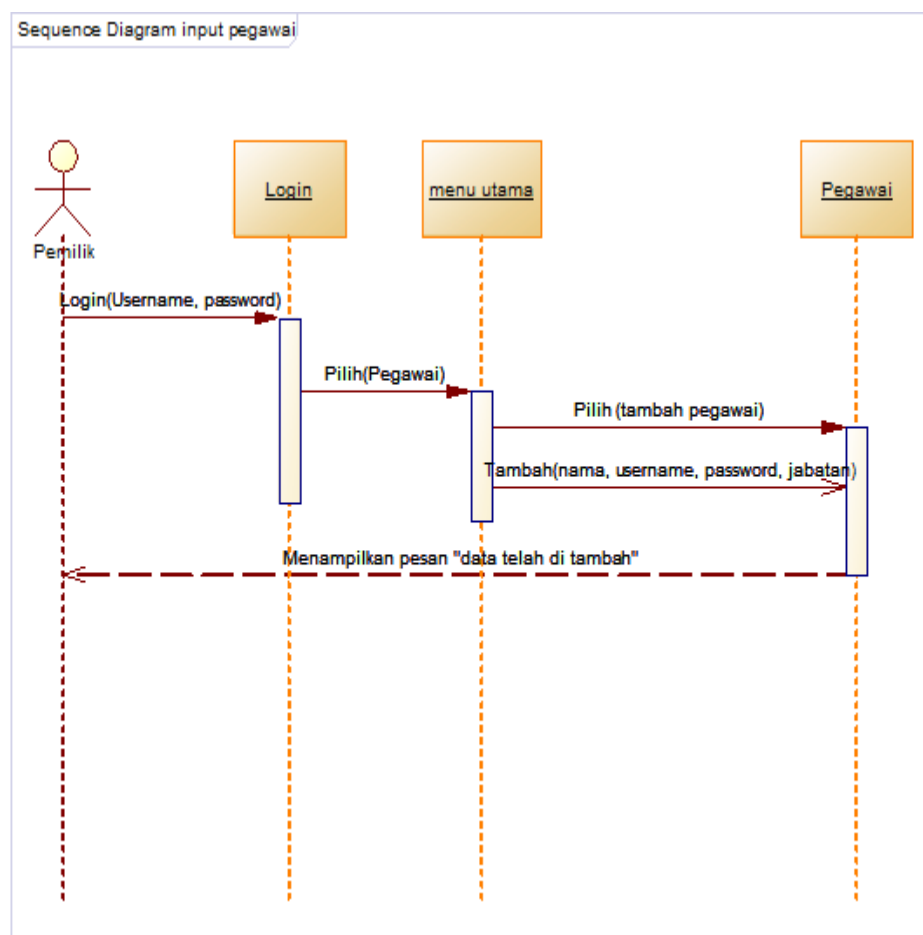 Sequence Diagram input pegawai
Login
menu utama
Pegawai
Pemilik
Login(Username, password)
Pilih(Pegawai)
Pilih (tambah pegawai)
Tambah(nama, username, password, jabatan)
Menampilkan pesan "data telah di tambah"